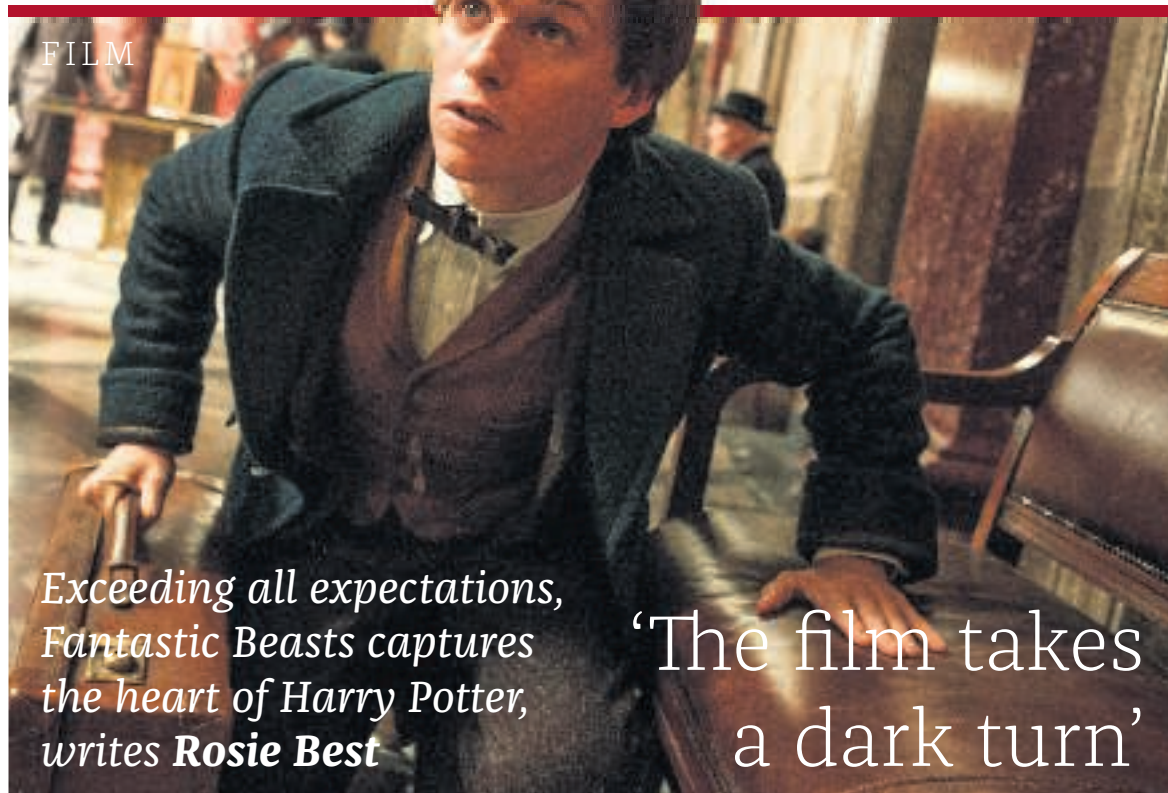 FILM
Exceeding all expectations,
Fantastic Beasts captures
the heart of Harry Potter,
writes Rosie Best
‘The film takes
a dark turn’